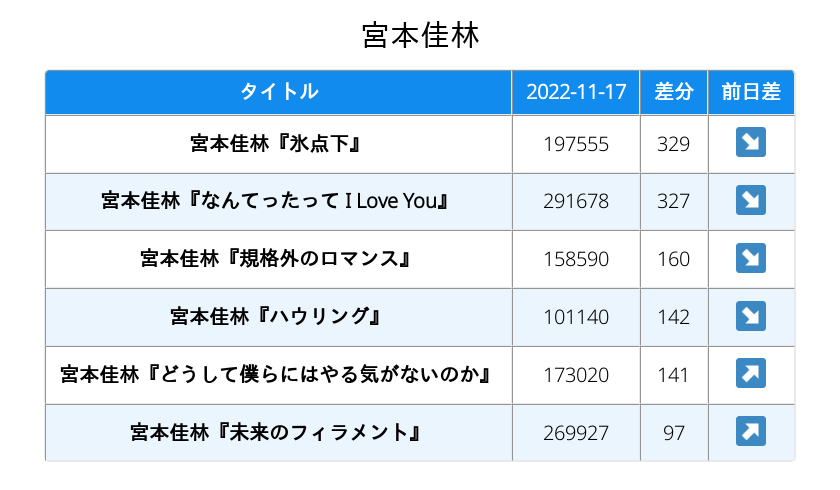 宮本佳林
タイトル 2022-11-17 差分 前日差
宮本佳林『氷点下』 197555 329 ↘
宮本佳林『なんてったって I Love You』 291678 327 ↘
宮本佳林『規格外のロマンス』 158590 160 ↘
宮本佳林『ハウリング』 101140 142 ↘
宮本佳林『どうして僕らにはやる気がないのか』 173020 141 ↗
宮本佳林『未来のフィラメント』 269927 97 ↗